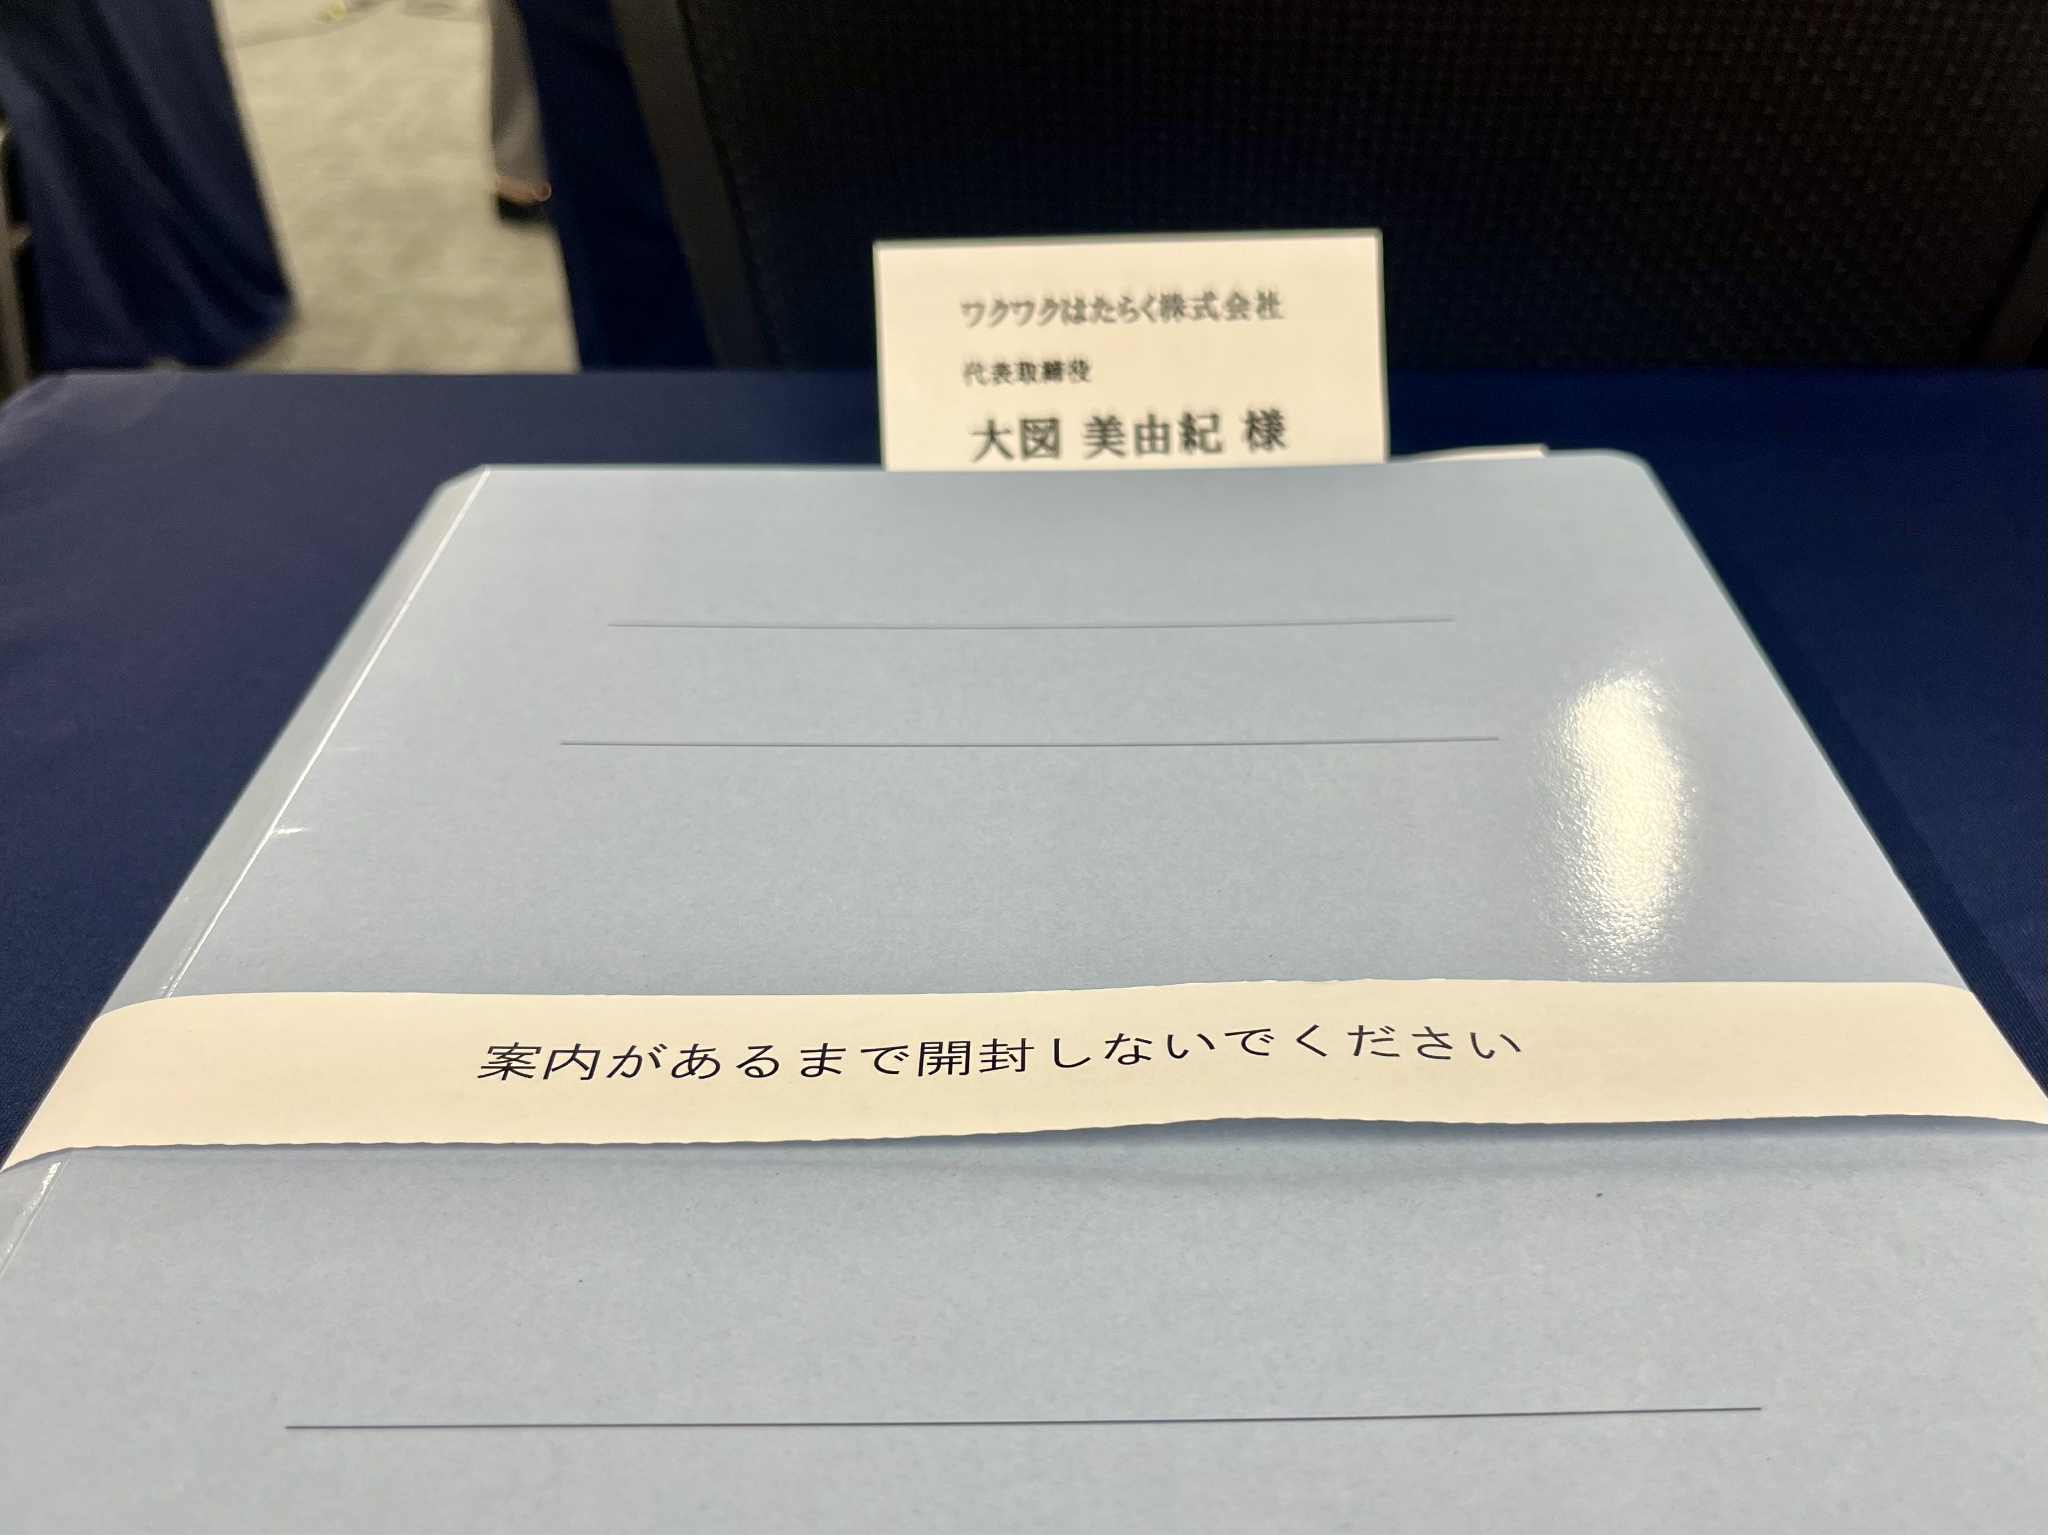 ワクワクはたらく株式会社
代表取締役
大図 美由紀 様
案内があるまで開封しないでください